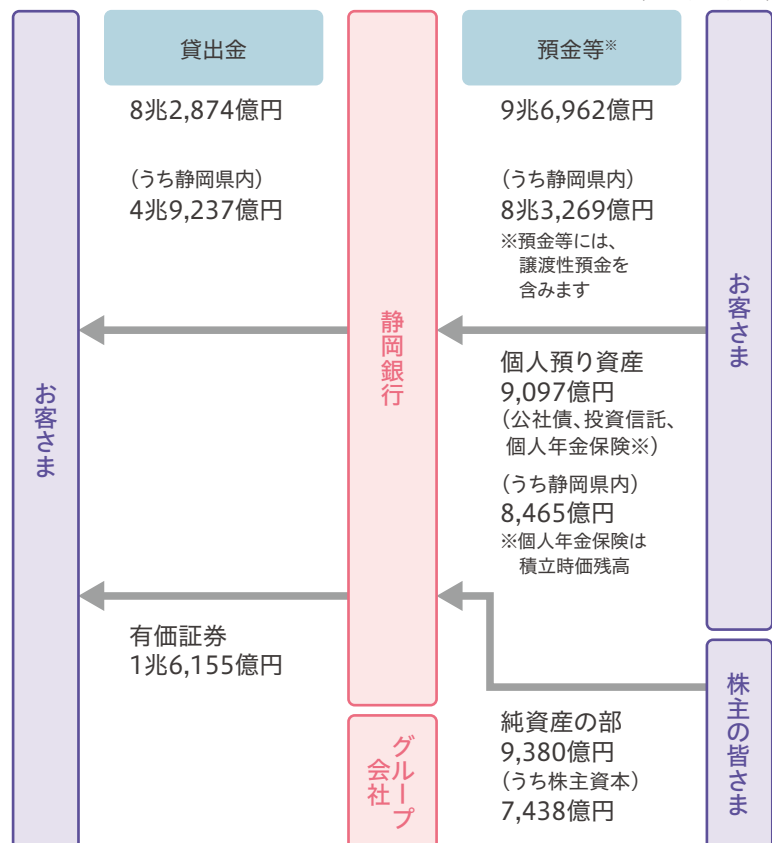 お客さま
貸出金
8兆2,874億円
(うち静岡県内)
4兆9,237億円
有価証券
1兆6,155億円
静岡銀行
グループ
会社
預金等※
9兆6,962億円
(うち静岡県内)
8兆3,269億円
※預金等には、
譲渡性預金を
含みます
個人預り資産
9,097億円
(公社債、投資信託、
個人年金保険※)
(うち静岡県内)
8,465億円
※個人年金保険は
積立時価残高
純資産の部
9,380億円
(うち株主資本)
7,438億円
お客さま
株主の皆さま